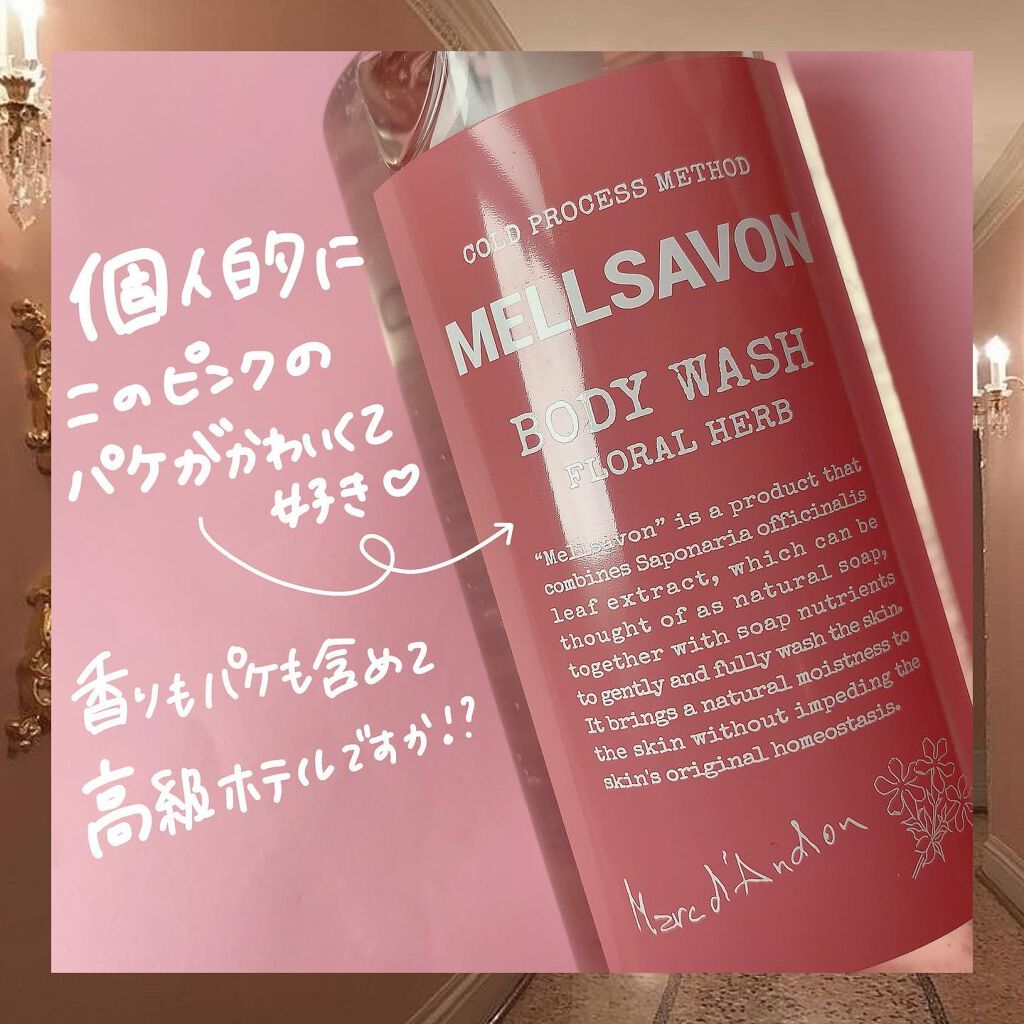 個人的に
このピンクの
パケがかわいくて
好き♡
香りもパケも含めて
高級ホテルですか!?
COLD PROCESS METHOD
MELLSAVON
BODY WASH
FLORAL HERB
“Mellsavon” is a product that
combines Saponaria officinalis
leaf extract, which can be
thought of as natural soap,
together with soap nutrients
to gently and fully wash the skin.
It brings a natural moistness to
the skin without impeding the
skin's original homeostasis.
Marc d'Andion